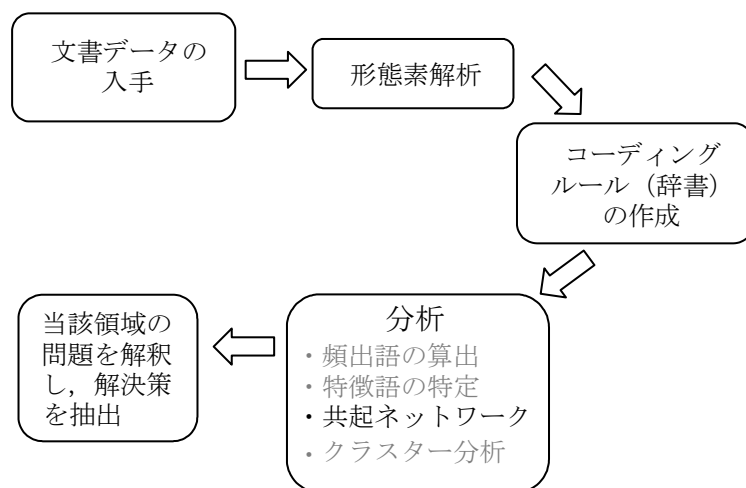 文書データの
入手
形態素解析
コーディング
ルール（辞書）
の作成
分析
・頻出語の算出
・特徴語の特定
・共起ネットワーク
・クラスター分析
当該領域の
問題を解釈
し，解決策
を抽出